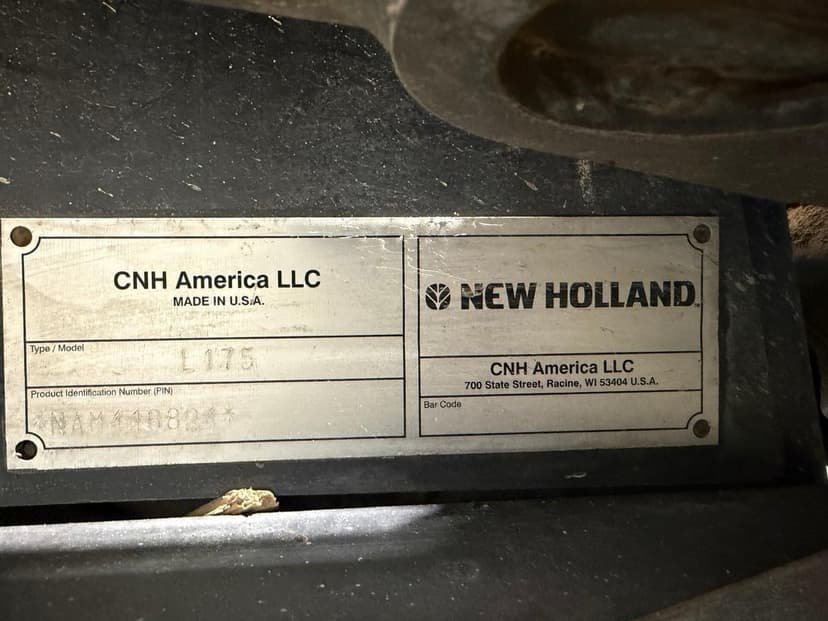 CNH America LLC
MADE IN U.S.A.
Type / Model
L175
Product Identification Number (PIN)
*NAM410824*
NEW HOLLAND
CNH America LLC
700 State Street, Racine, WI 53404 U.S.A.
Bar Code